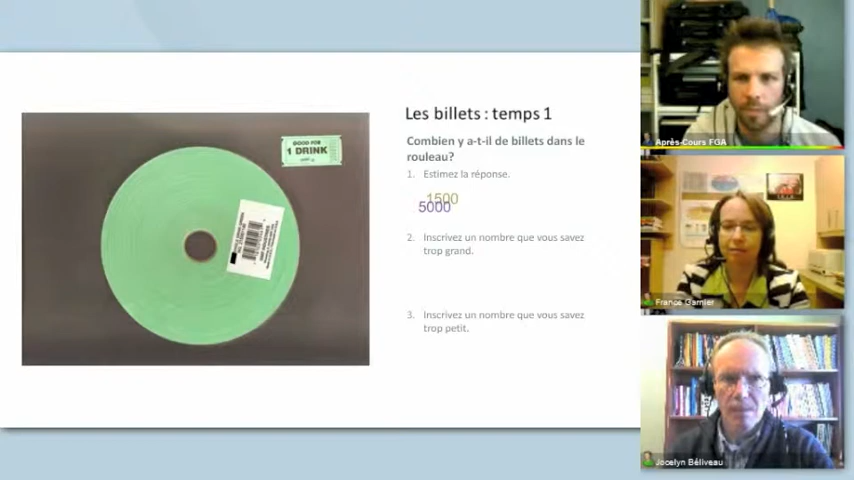 Les billets : temps 1
Combien y a-t-il de billets dans le
rouleau?
1. Estimez la réponse.
1500
5000
2. Inscrivez un nombre que vous savez
trop grand.
3. Inscrivez un nombre que vous savez
trop petit.
GOOD FOR
1 DRINK
Après-Cours FGA
France Garnier
Jocelyn Béliveau